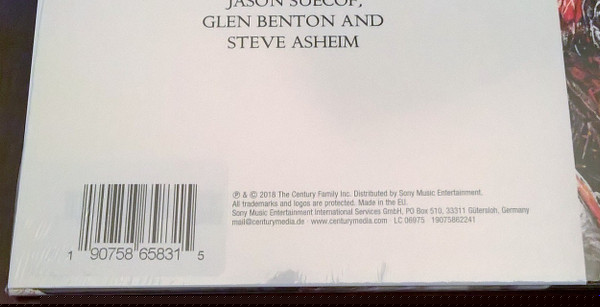 JASON SUECOF,
GLEN BENTON AND
STEVE ASHEIM
℗ & © 2018 The Century Family Inc. Distributed by Sony Music Entertainment.
All trademarks and logos are protected. Made in the EU.
Sony Music Entertainment International Services GmbH, PO Box 510, 33311 Gütersloh, Germany
mail@centurymedia.de · www.centurymedia.com LC 06975 19075862241
1 90758 65831 5